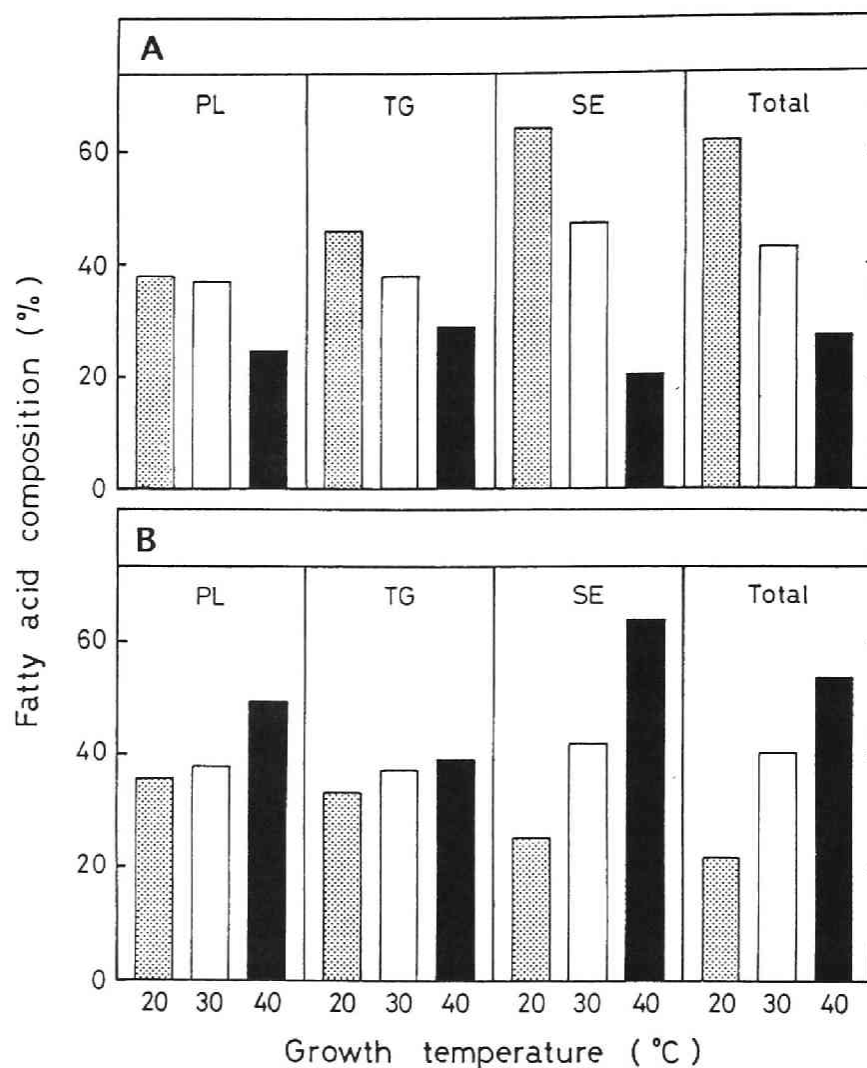 A
PL TG SE Total
60
40
20
0
B
PL TG SE Total
60
40
20
0
20 30 40 20 30 40 20 30 40 20 30 40
Growth temperature (°C)
Fatty acid composition (%)